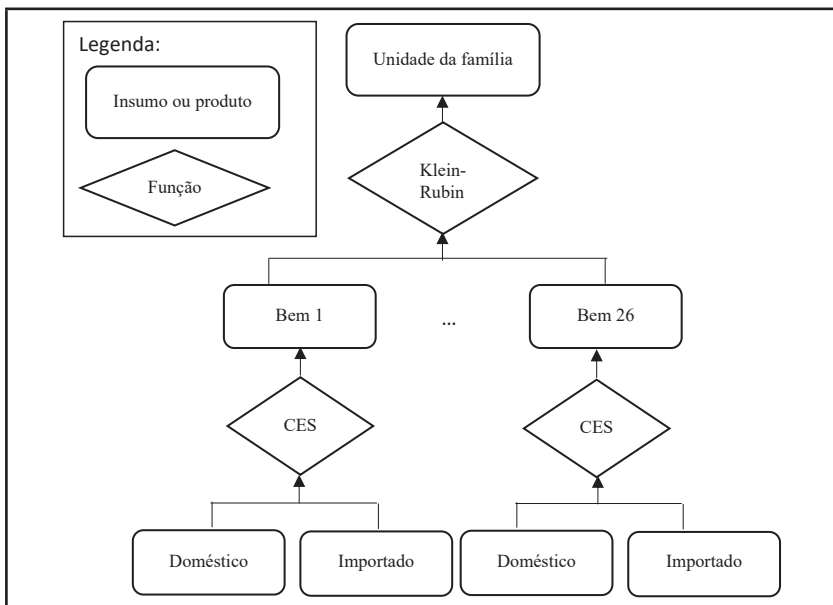 Legenda:
Insumo ou produto
Função
Unidade da família
Klein-
Rubin
Bem 1
...
Bem 26
CES
CES
Doméstico
Importado
Doméstico
Importado